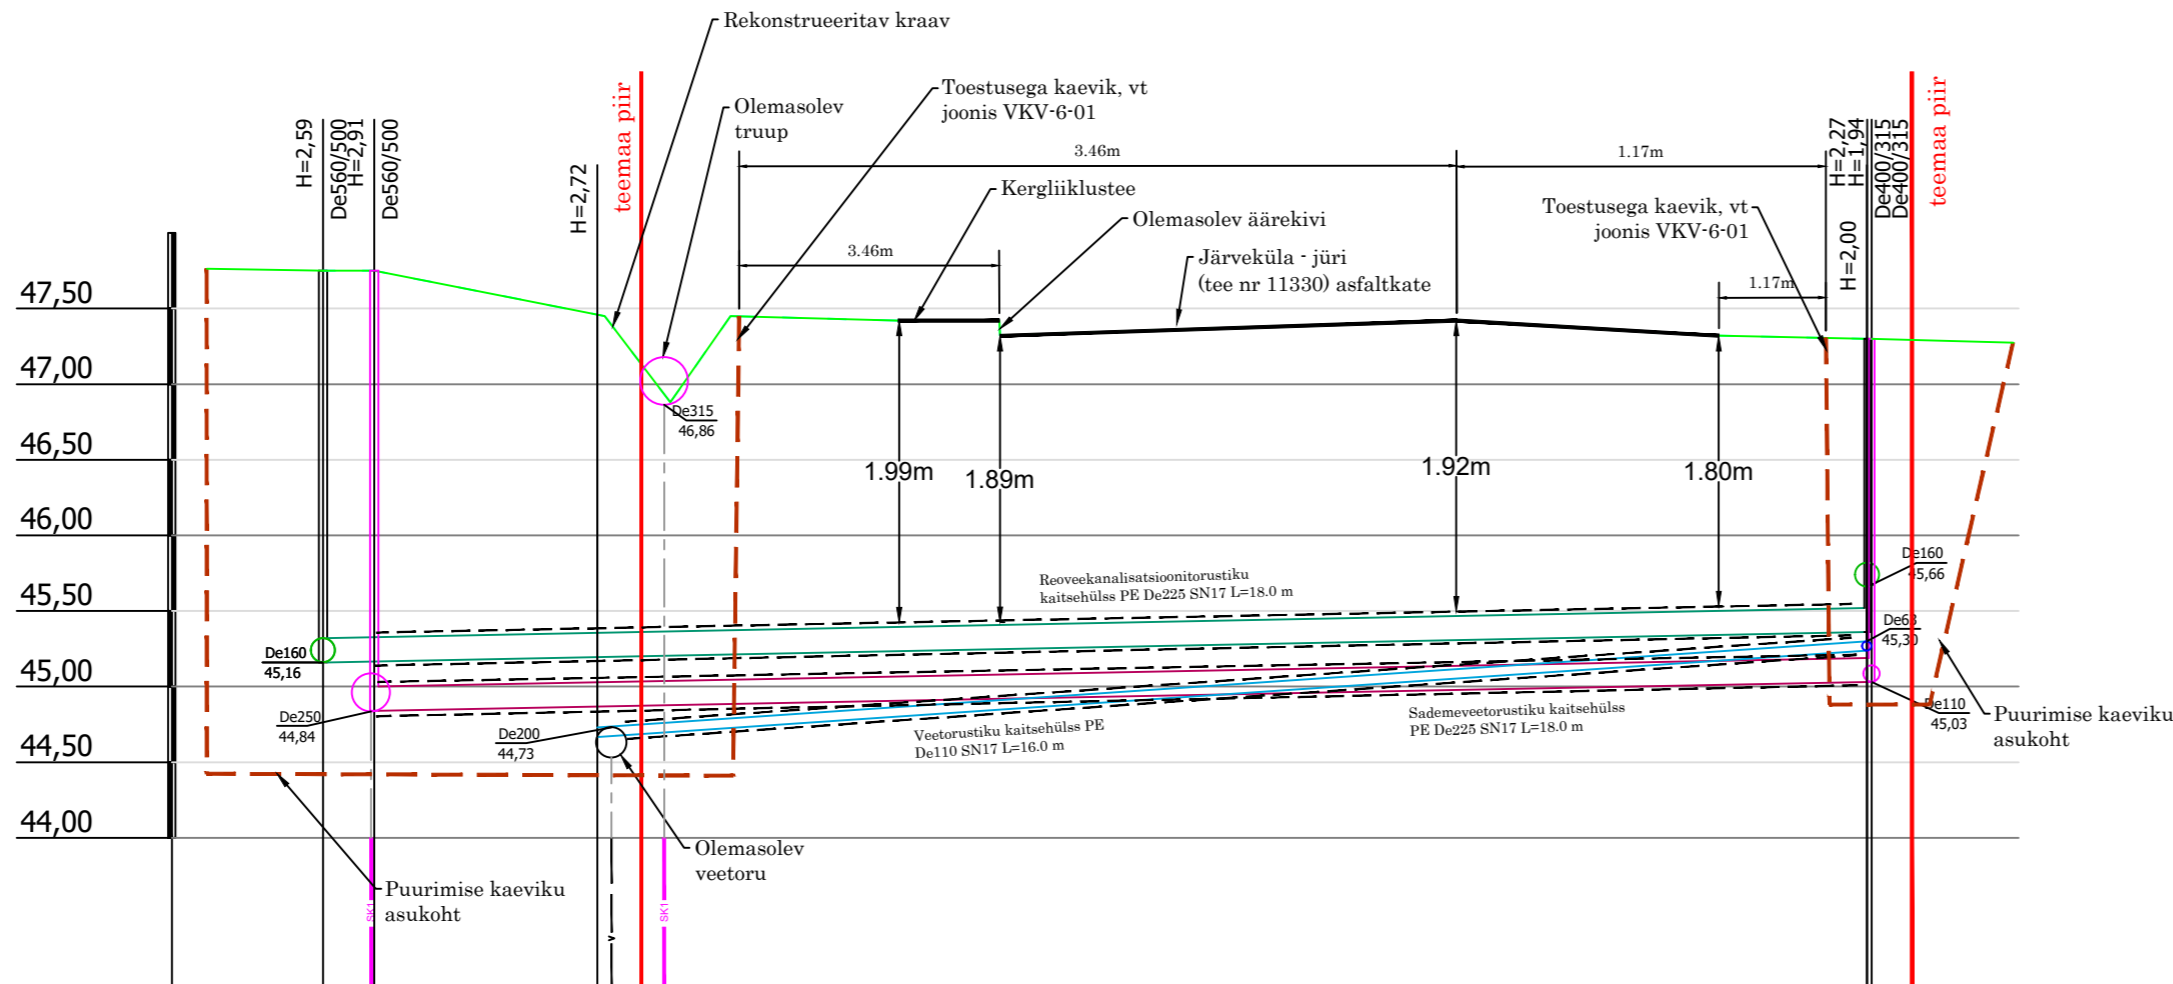 Rekonstrueeritav kraav
Olemasolev
truup
Toestusega kaevik, vt
joonis VKV-6-01
teemaa piir
H=2,59
De560/500
H=2,91
De560/500
H=2,72
3.46m
1.17m
Kergliiklustee
Olemasolev äärekivi
Järveküla - jüri
(tee nr 11330) asfaltkate
3.46m
Toestusega kaevik, vt
joonis VKV-6-01
1.17m
H=2,00
H=2,27
H=1,94
De400/315
De400/315
teemaa piir
47,50
47,00
46,50
46,00
45,50
45,00
44,50
44,00
De315
46,86
1.99m
1.89m
1.92m
1.80m
Reoveekanalisatsioonitorustiku
kaitsehülss PE De225 SN17 L=18.0 m
De160
45,66
De63
45,30
De160
45,16
De250
44,84
De200
44,73
Veetorustiku kaitsehülss PE
De110 SN17 L=16.0 m
Sademeveetorustiku kaitsehülss
PE De225 SN17 L=18.0 m
De110
45,03
Puurimise kaeviku
asukoht
Olemasolev
veetoru
Puurimise kaeviku
asukoht
SK1
V
SK1